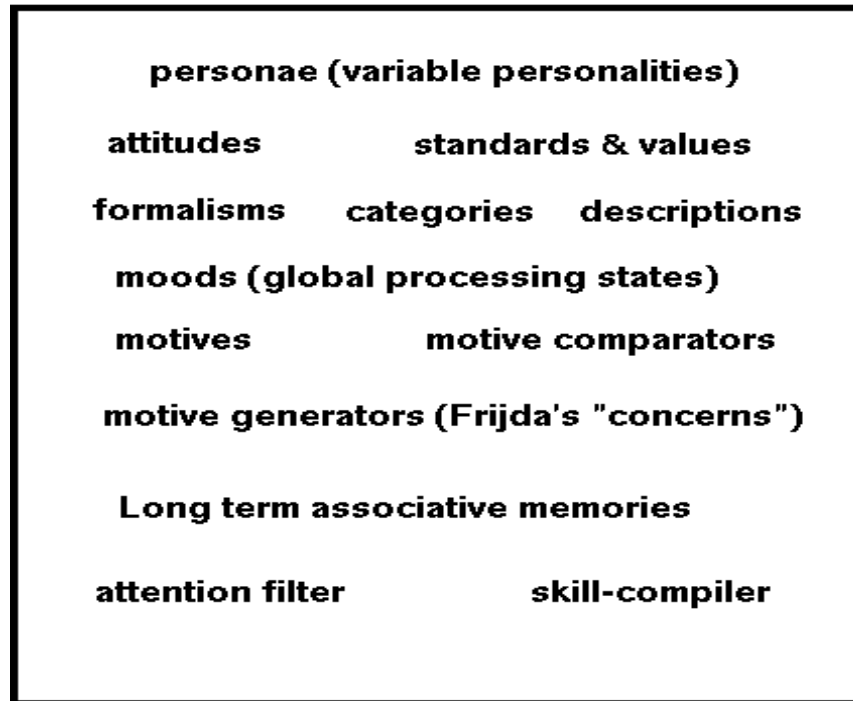 personae (variable personalities)
attitudes standards & values
formalisms categories descriptions
moods (global processing states)
motives motive comparators
motive generators (Frijda's "concerns")
Long term associative memories
attention filter skill-compiler